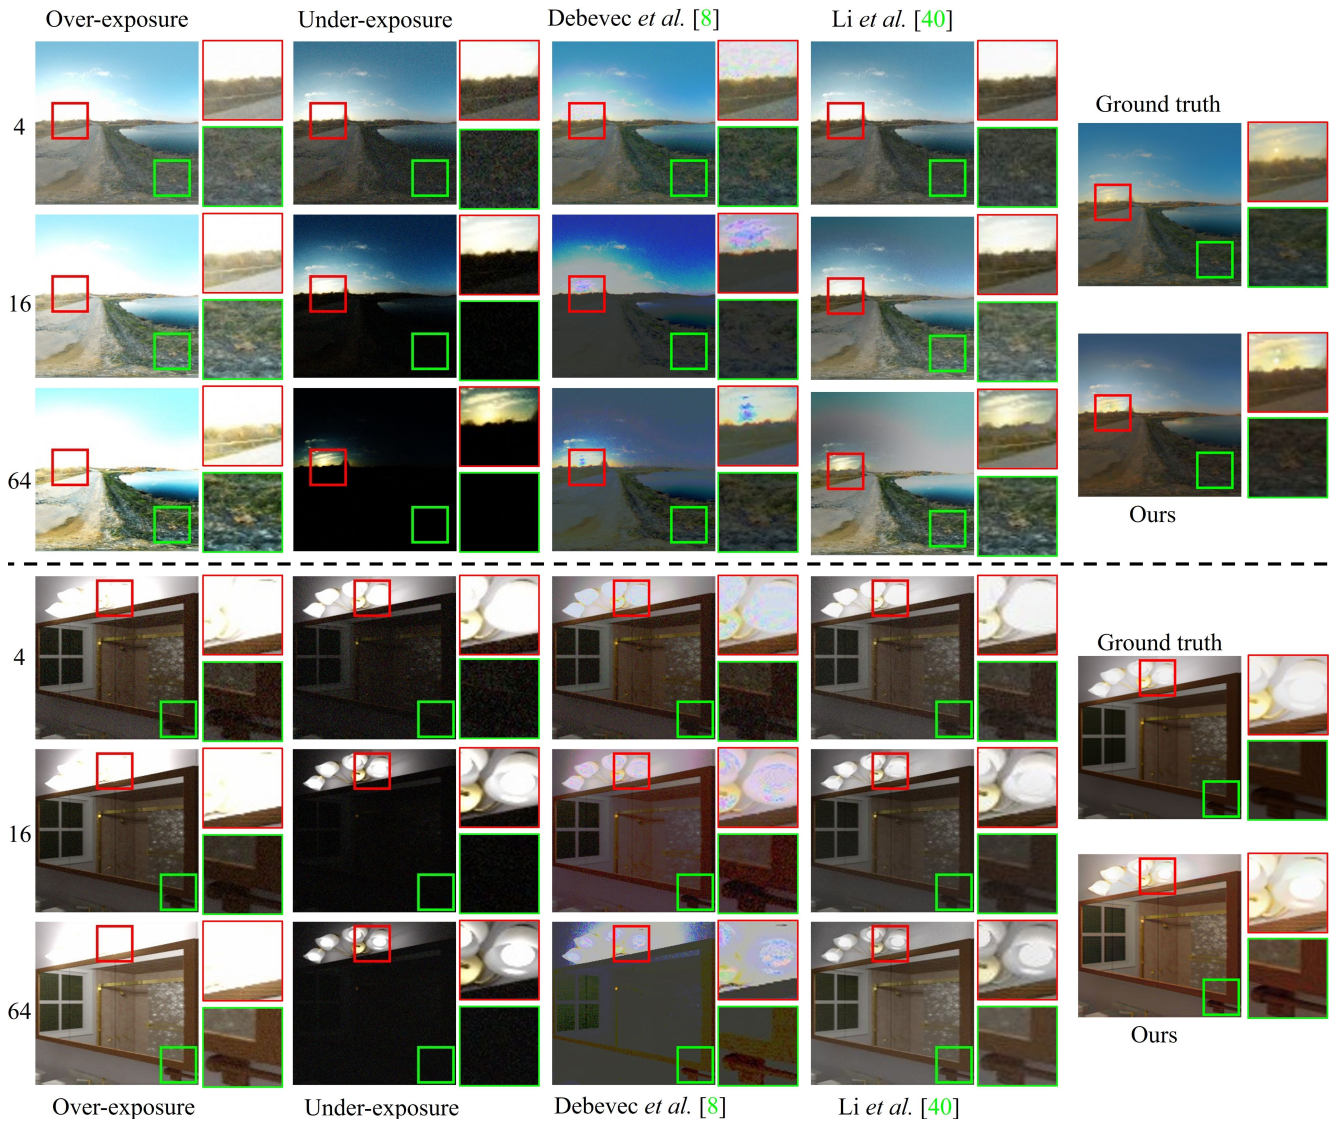 Over-exposure
Under-exposure
Debevec et al. [8]
Li et al. [40]
4
Ground truth
16
64
Ours
4
Ground truth
16
64
Ours
Over-exposure
Under-exposure
Debevec et al. [8]
Li et al. [40]